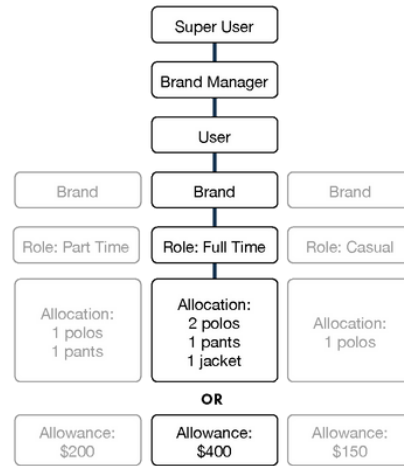 Super User
Brand Manager
User
Brand
Brand
Brand
Role: Part Time
Role: Full Time
Role: Casual
Allocation:
1 polos
1 pants
Allocation:
2 polos
1 pants
1 jacket
Allocation:
1 polos
OR
Allowance:
$200
Allowance:
$400
Allowance:
$150